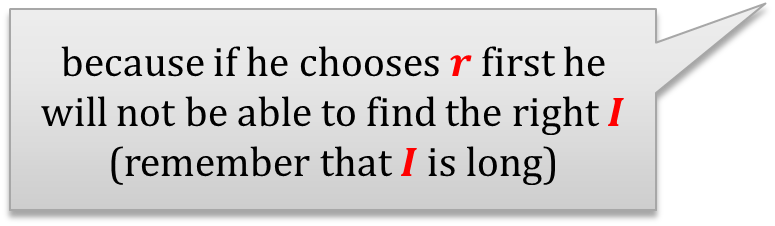 because if he chooses r first he
will not be able to find the right I
(remember that I is long)